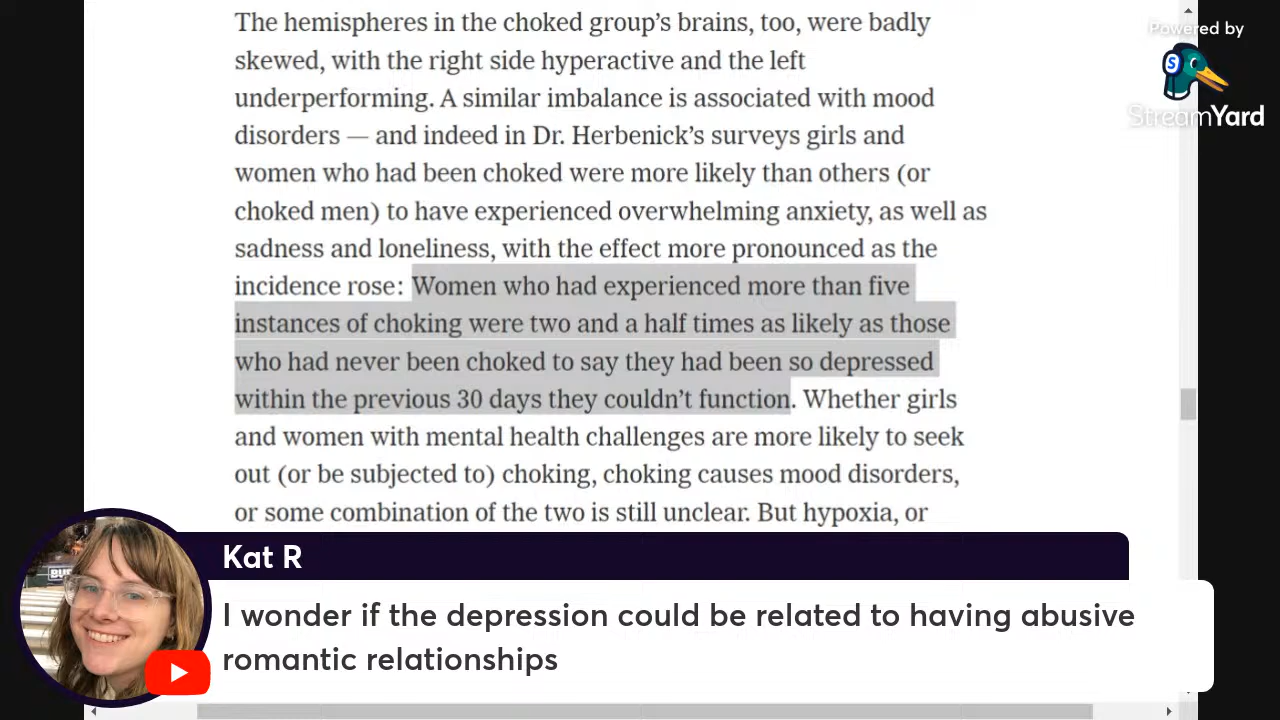 The hemispheres in the choked group’s brains, too, were badly
skewed, with the right side hyperactive and the left
underperforming. A similar imbalance is associated with mood
disorders — and indeed in Dr. Herbenick’s surveys girls and
women who had been choked were more likely than others (or
choked men) to have experienced overwhelming anxiety, as well as
sadness and loneliness, with the effect more pronounced as the
incidence rose: Women who had experienced more than five
instances of choking were two and a half times as likely as those
who had never been choked to say they had been so depressed
within the previous 30 days they couldn’t function. Whether girls
and women with mental health challenges are more likely to seek
out (or be subjected to) choking, choking causes mood disorders,
or some combination of the two is still unclear. But hypoxia, or
Powered by
S
StreamYard
Kat R
I wonder if the depression could be related to having abusive
romantic relationships